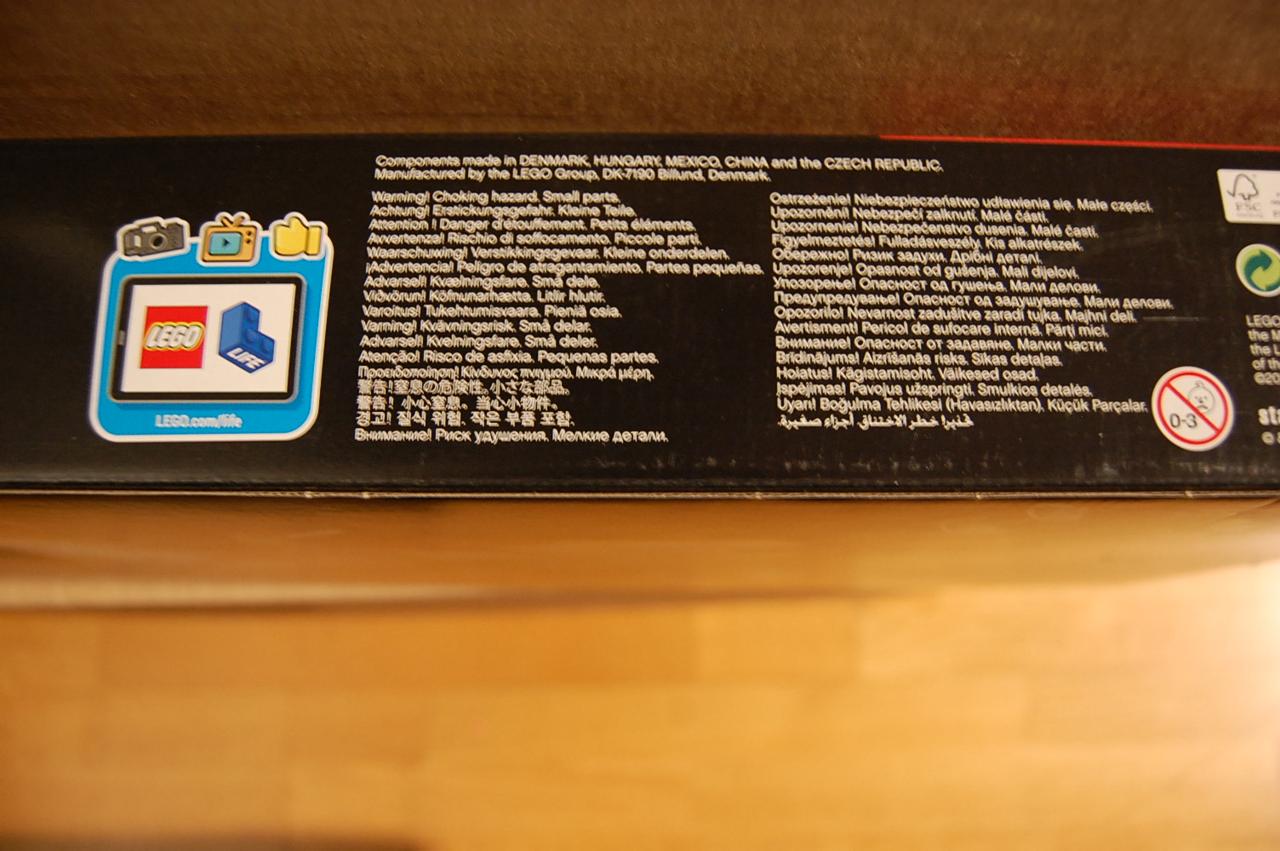 Components made in DENMARK, HUNGARY, MEXICO, CHINA and the CZECH REPUBLIC.
Manufactured by the LEGO Group, DK-7190 Billund, Denmark.
Warning! Choking hazard. Small parts.
Achtung! Erstickungsgefahr. Kleine Teile.
Attention ! Danger d'étouffement. Petits éléments.
Avvertenza! Rischio di soffocamento. Piccole parti.
Waarschuwing! Verstikkingsgevaar. Kleine onderdelen.
¡Advertencia! Peligro de atragantamiento. Partes pequeñas.
Advarsel! Kvælningsfare. Små dele.
Viðvörun! Köfnunarhætta. Litlir hlutir.
Varoitus! Tukehtumisvaara. Pieniä osia.
Varning! Kvävningsrisk. Små delar.
Advarsel! Kvelningsfare. Små deler.
Atenção! Risco de asfixia. Pequenas partes.
Προειδοποίηση! Κίνδυνος πνιγμού. Μικρά μέρη.
警告!窒息の危険性。小さな部品。
警告! 小心窒息。当心小物件。
경고! 질식 위험. 작은 부품 포함.
Внимание! Риск удушения. Мелкие детали.
Ostrzeżenie! Niebezpieczeństwo udławienia się. Małe części.
Upozornění! Nebezpečí zalknutí. Malé části.
Upozornenie! Nebezpečenstvo dusenia. Malé časti.
Figyelmeztetés! Fulladásveszély. Kis alkatrészek.
Обережно! Ризик задухи. Дрібні деталі.
Upozorenje! Opasnost od gušenja. Mali dijelovi.
Упозорење! Опасност од гушења. Мали делови.
Предупредување! Опасност од задушување. Мали делови.
Opozorilo! Nevarnost zadušitve zaradi tujka. Majhni deli.
Avertisment! Pericol de sufocare internă. Părți mici.
Внимание! Опасност от задавяне. Малки части.
Brīdinājums! Aizrīšanās risks. Sīkas detaļas.
Hoiatus! Kägistamisoht. Väikesed osad.
Įspėjimas! Pavojus užspringti. Smulkios detalės.
Uyarı! Boğulma Tehlikesi (Havasızlıktan). Küçük Parçalar.
تحذير! خطر الاختناق. أجزاء صغيرة.
LEGO
LIFE
LEGO.com/life
0-3
FSC
LEGO
the
the